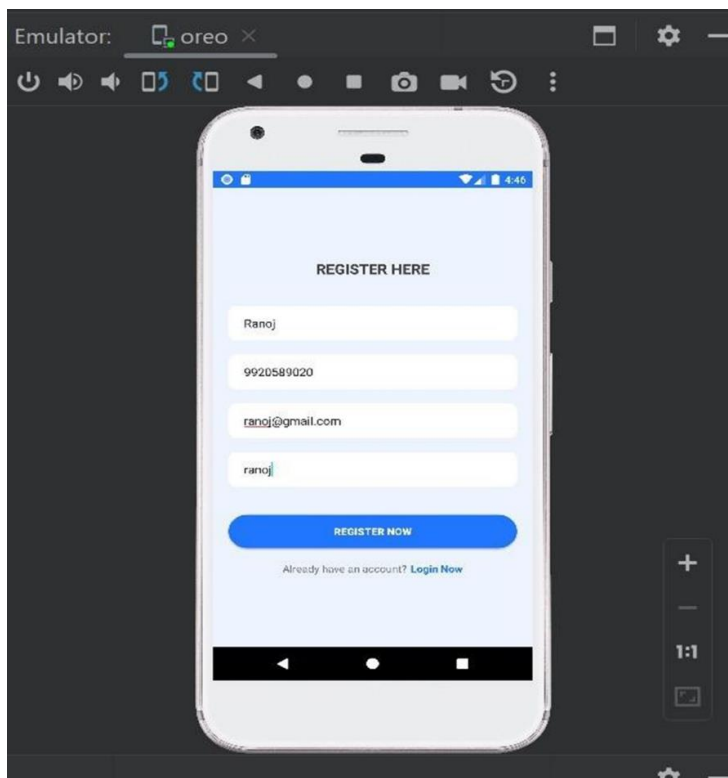 Emulator: oreo
4:46
REGISTER HERE
Ranoj
9920589020
ranoj@gmail.com
ranoj
REGISTER NOW
Already have an account? Login Now
1:1